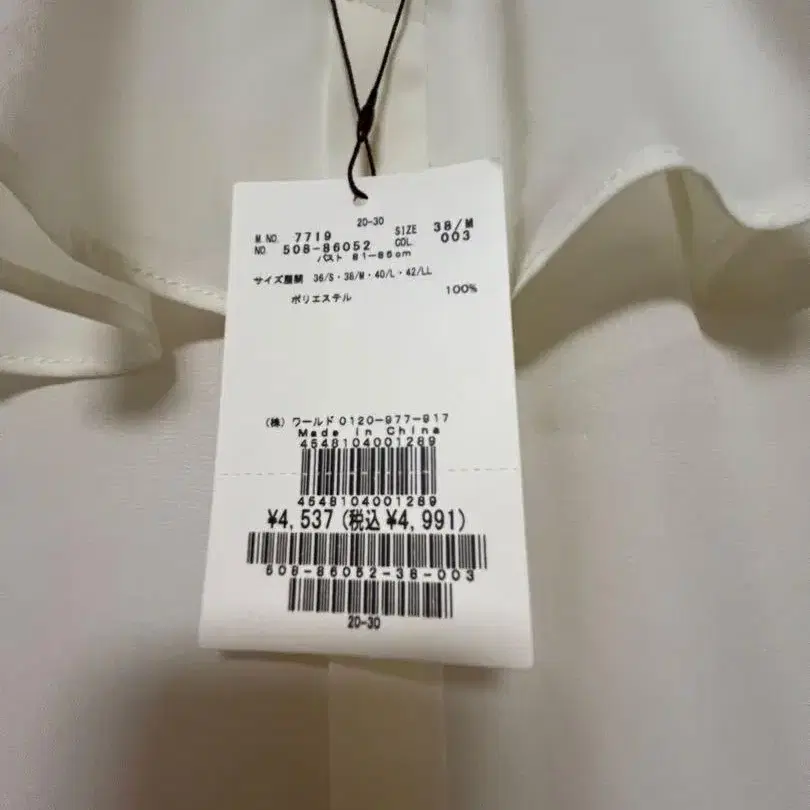 20-30
M.NO. 7719 SIZE 38/M
NO. 508-86052 COL. 003
バスト 81-86cm
サイズ展開 36/S・38/M・40/L・42/LL
ポリエステル 100%
(株) ワールド 0120-977-917
Made in China
4548104001289
4548104001289
¥4,537 (税込 ¥4,991)
508-86052-38-003
20-30